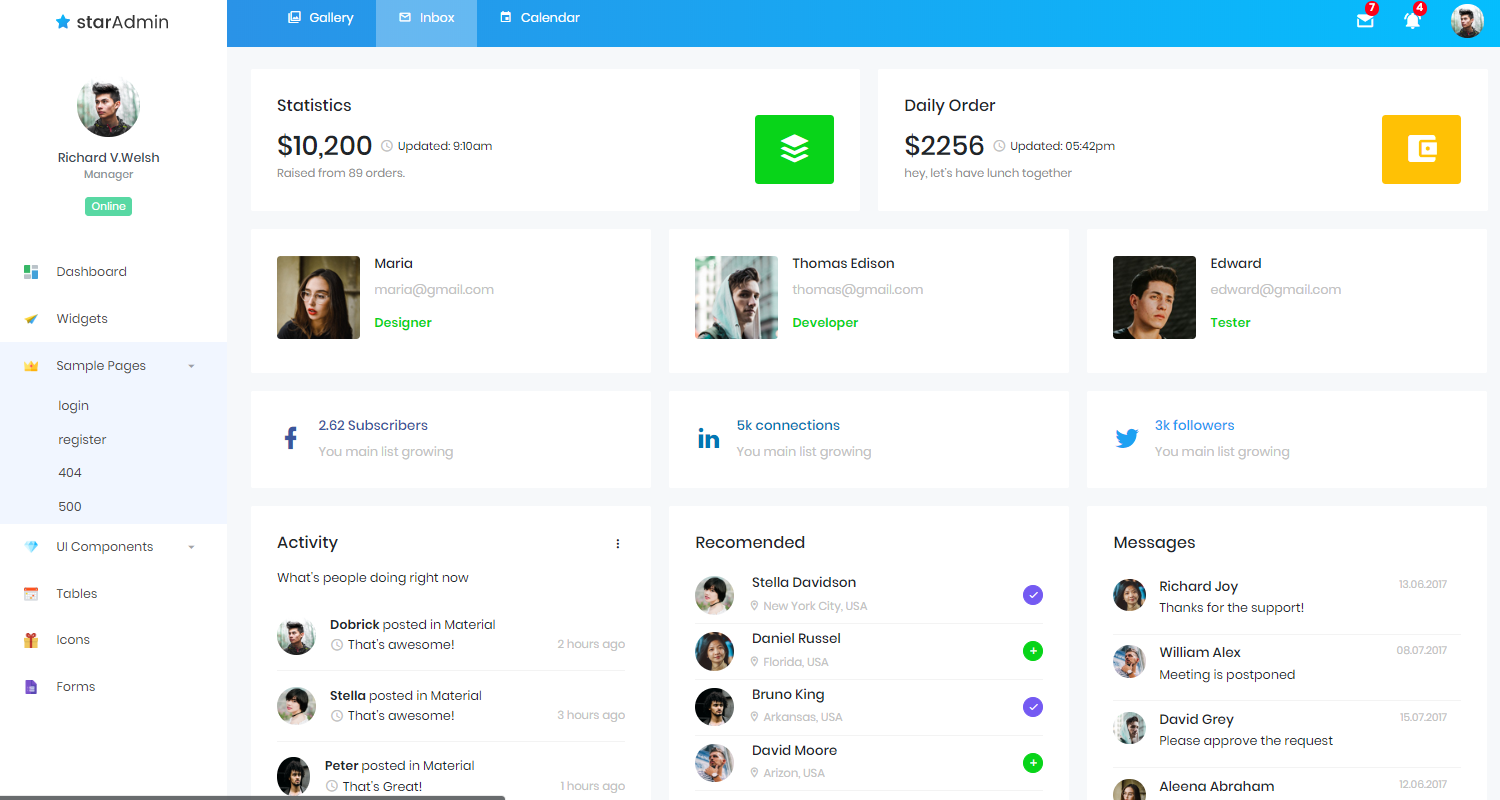 starAdmin
Gallery
Inbox
Calendar
7
4
Richard V.Welsh
Manager
Online
Dashboard
Widgets
Sample Pages
login
register
404
500
UI Components
Tables
Icons
Forms
Statistics
$10,200 Updated: 9:10am
Raised from 89 orders.
Daily Order
$2256 Updated: 05:42pm
hey, let's have lunch together
Maria
maria@gmail.com
Designer
Thomas Edison
thomas@gmail.com
Developer
Edward
edward@gmail.com
Tester
2.62 Subscribers
You main list growing
5k connections
You main list growing
3k followers
You main list growing
Activity
What's people doing right now
Dobrick posted in Material
That's awesome! 2 hours ago
Stella posted in Material
That's awesome! 3 hours ago
Peter posted in Material
That's Great! 1 hours ago
Recomended
Stella Davidson
New York City, USA
Daniel Russel
Florida, USA
Bruno King
Arkansas, USA
David Moore
Arizon, USA
Messages
Richard Joy 13.06.2017
Thanks for the support!
William Alex 08.07.2017
Meeting is postponed
David Grey 15.07.2017
Please approve the request
Aleena Abraham 12.06.2017